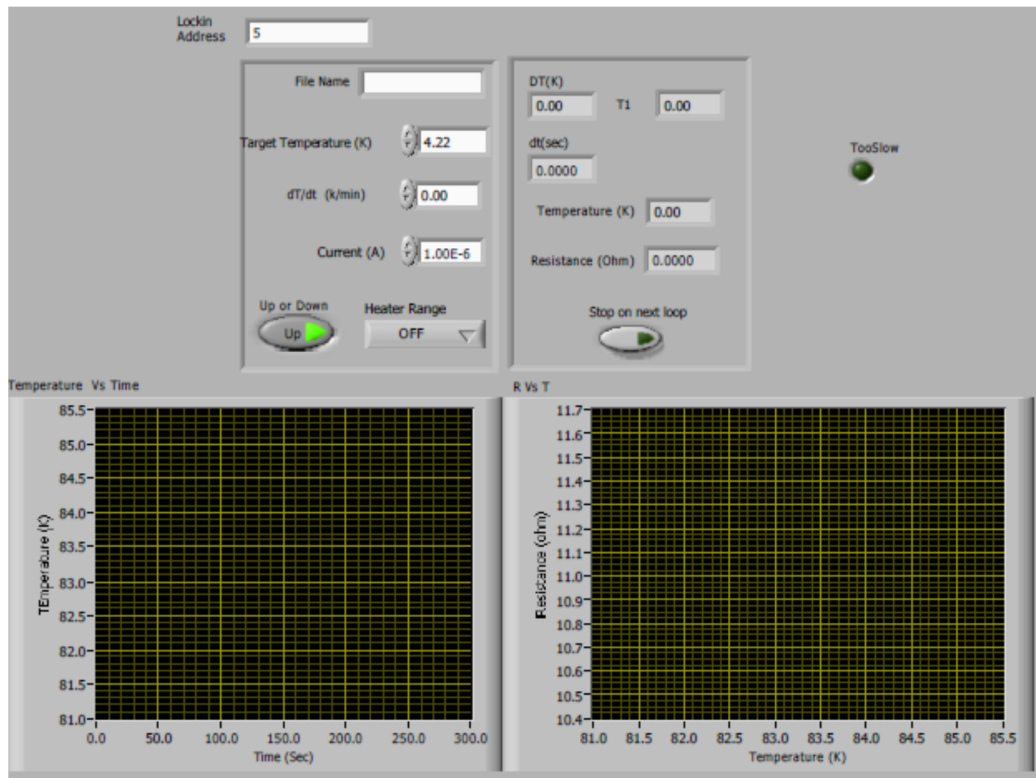 Lockin
Address
5
File Name
Target Temperature (K)
4.22
dT/dt (k/min)
0.00
Current (A)
1.00E-6
Up or Down
Up
Heater Range
OFF
DT(K)
0.00
T1
0.00
dt(sec)
0.0000
Temperature (K)
0.00
Resistance (Ohm)
0.0000
Stop on next loop
TooSlow
Temperature Vs Time
85.5
85.0
84.5
84.0
83.5
83.0
82.5
82.0
81.5
81.0
TEmperature (K)
0.0 50.0 100.0 150.0 200.0 250.0 300.0
Time (Sec)
R Vs T
11.7
11.6
11.5
11.4
11.3
11.2
11.1
11.0
10.9
10.8
10.7
10.6
10.5
10.4
Resistance (ohm)
81.0 81.5 82.0 82.5 83.0 83.5 84.0 84.5 85.0 85.5
Temperature (K)